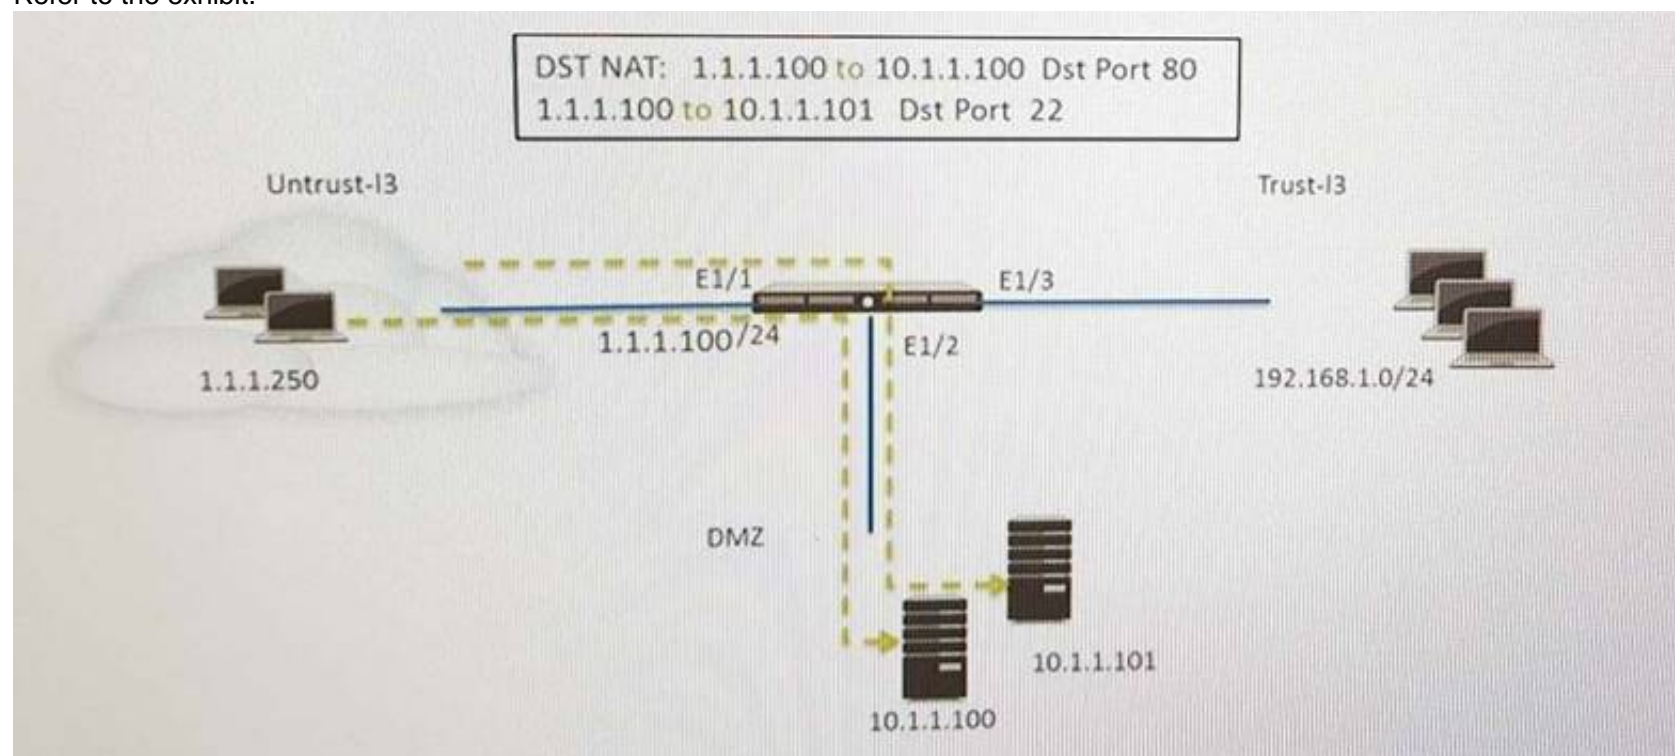 Refer to the exhibit.
DST NAT: 1.1.1.100 to 10.1.1.100 Dst Port 80
1.1.1.100 to 10.1.1.101 Dst Port 22
Untrust-l3
Trust-l3
E1/1
E1/3
1.1.1.100/24
E1/2
1.1.1.250
192.168.1.0/24
DMZ
10.1.1.101
10.1.1.100